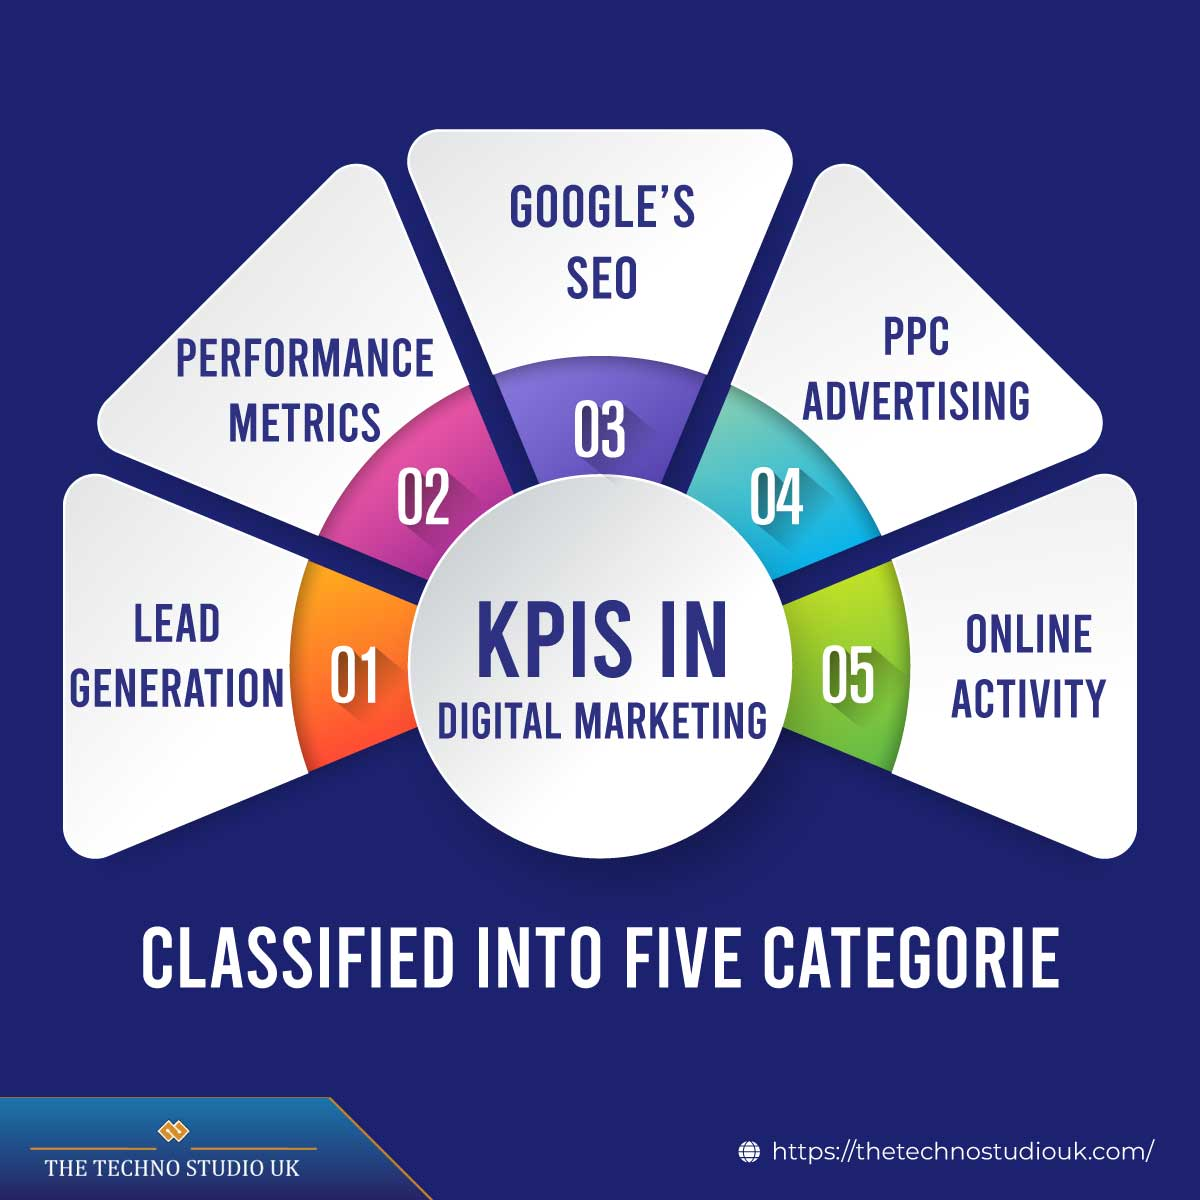 GOOGLE'S
SEO
03
PERFORMANCE
METRICS
02
PPC
ADVERTISING
04
LEAD
GENERATION
01
KPIS IN
DIGITAL MARKETING
05
ONLINE
ACTIVITY
CLASSIFIED INTO FIVE CATEGORIE
THE TECHNO STUDIO UK
https://thetechnostudiouk.com/